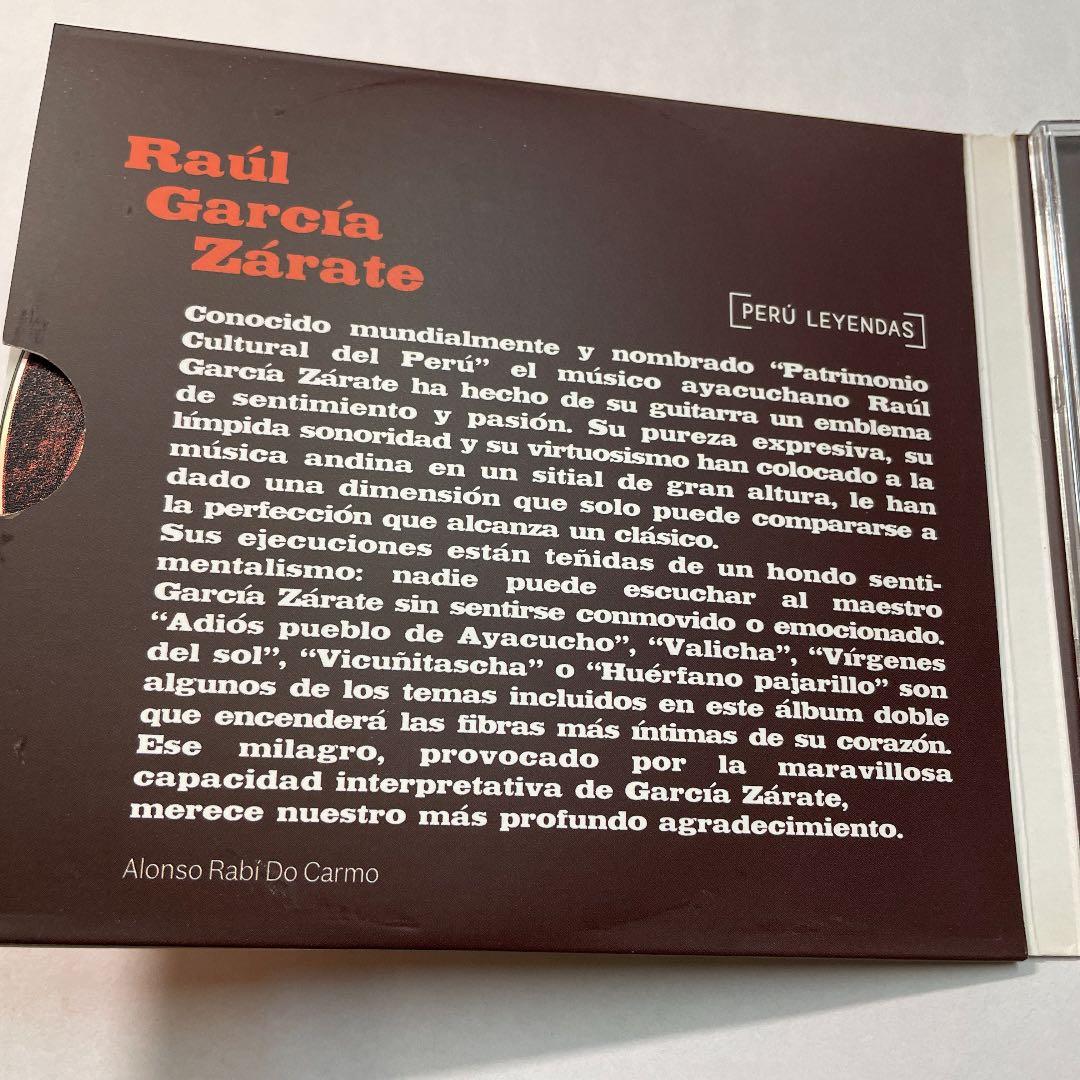 Raúl
García
Zárate
[PERÚ LEYENDAS]
Conocido mundialmente y nombrado “Patrimonio
Cultural del Perú” el músico ayacuchano Raúl
García Zárate ha hecho de su guitarra un emblema
de sentimiento y pasión. Su pureza expresiva, su
límpida sonoridad y su virtuosismo han colocado a la
música andina en un sitial de gran altura, le han
dado una dimensión que solo puede compararse a
la perfección que alcanza un clásico.
Sus ejecuciones están teñidas de un hondo senti-
mentalismo: nadie puede escuchar al maestro
García Zárate sin sentirse conmovido o emocionado.
“Adiós pueblo de Ayacucho”, “Valicha”, “Vírgenes
del sol”, “Vicuñitascha” o “Huérfano pajarillo” son
algunos de los temas incluidos en este álbum doble
que encenderá las fibras más íntimas de su corazón.
Ese milagro, provocado por la maravillosa
capacidad interpretativa de García Zárate,
merece nuestro más profundo agradecimiento.
Alonso Rabí Do Carmo